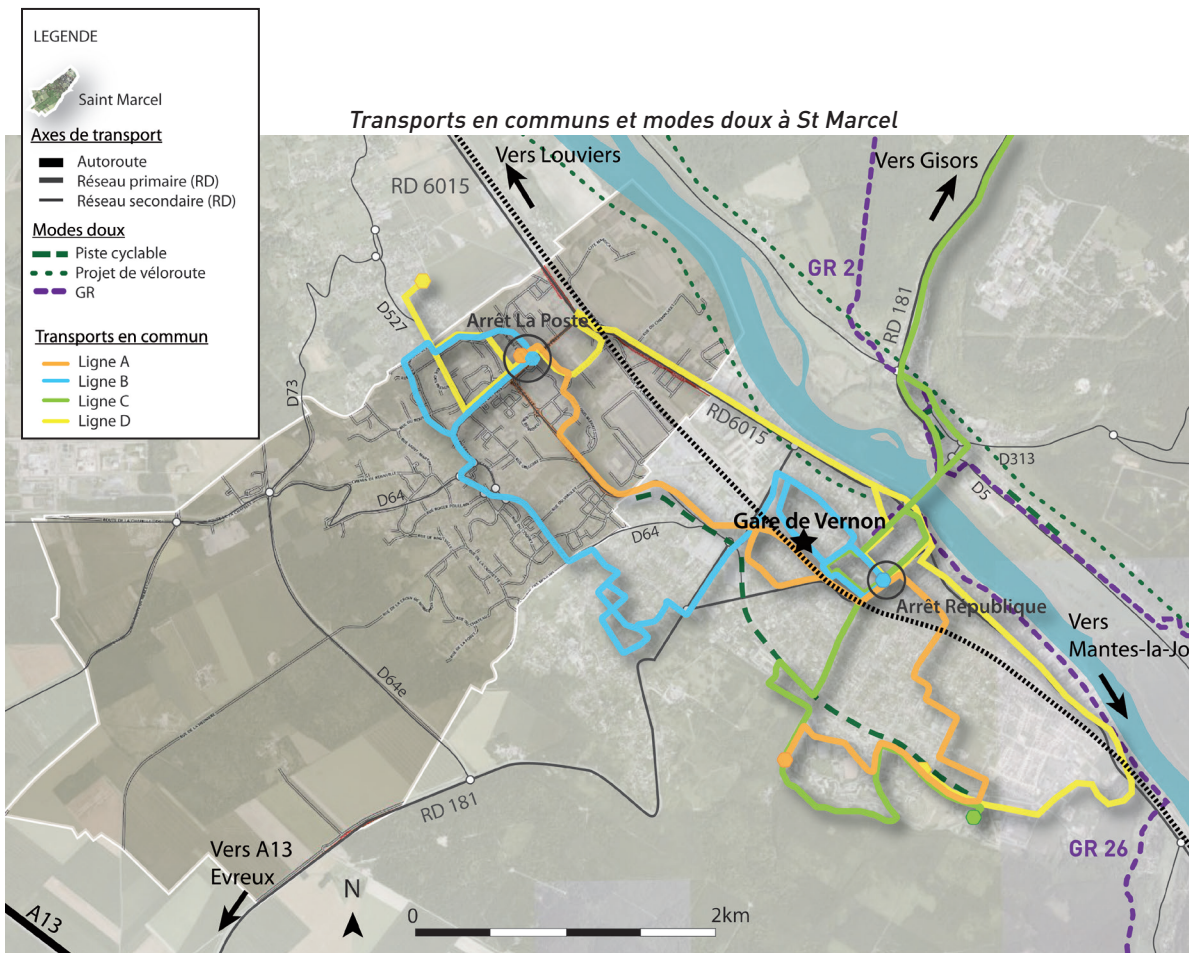 LEGENDE
Saint Marcel
Axes de transport
Autoroute
Réseau primaire (RD)
Réseau secondaire (RD)
Modes doux
Piste cyclable
Projet de véloroute
GR
Transports en commun
Ligne A
Ligne B
Ligne C
Ligne D
Transports en communs et modes doux à St Marcel
Vers Louviers
Vers Gisors
RD 6015
GR 2
RD 181
D527
Arrêt La Poste
D73
RD6015
D313
D5
D64
Gare de Vernon
D64
Arrêt République
Vers
Mantes-la-Jo
D64e
RD 181
GR 26
Vers A13
Evreux
A13
N
0
2km